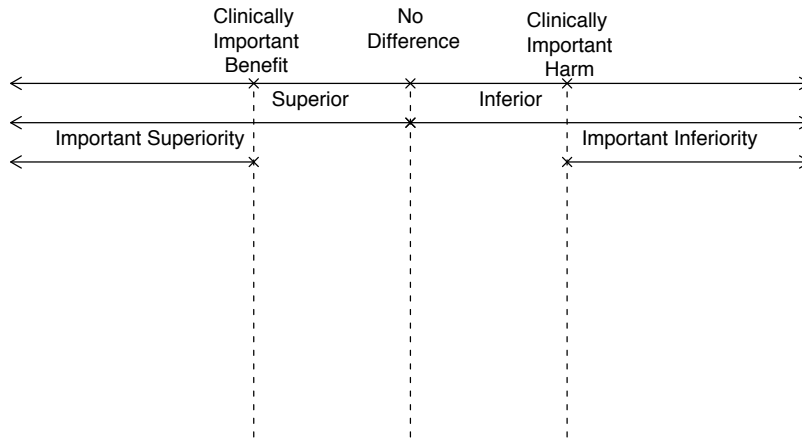 Clinically
Important
Benefit
No
Difference
Clinically
Important
Harm
Superior
Inferior
Important Superiority
Important Inferiority